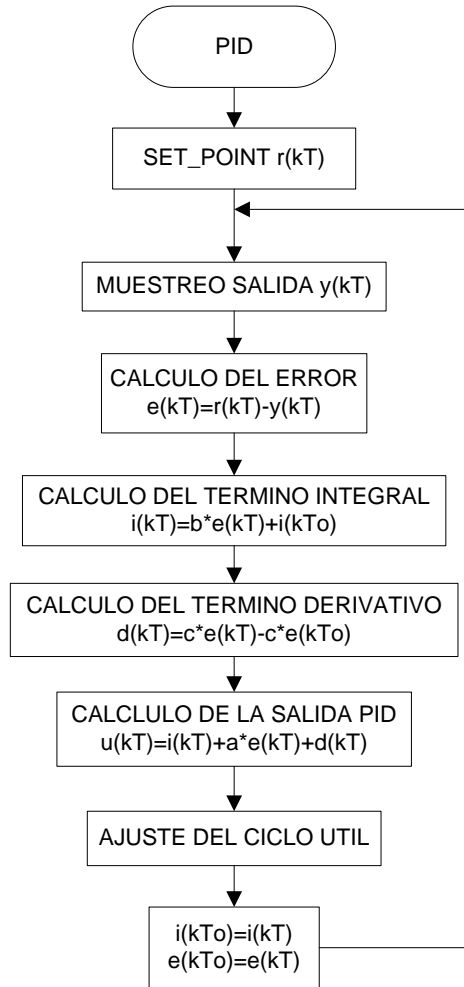 PID
SET_POINT r(kT)
MUESTREO SALIDA y(kT)
CALCULO DEL ERROR
e(kT)=r(kT)-y(kT)
CALCULO DEL TERMINO INTEGRAL
i(kT)=b*e(kT)+i(kTo)
CALCULO DEL TERMINO DERIVATIVO
d(kT)=c*e(kT)-c*e(kTo)
CALCLULO DE LA SALIDA PID
u(kT)=i(kT)+a*e(kT)+d(kT)
AJUSTE DEL CICLO UTIL
i(kTo)=i(kT)
e(kTo)=e(kT)